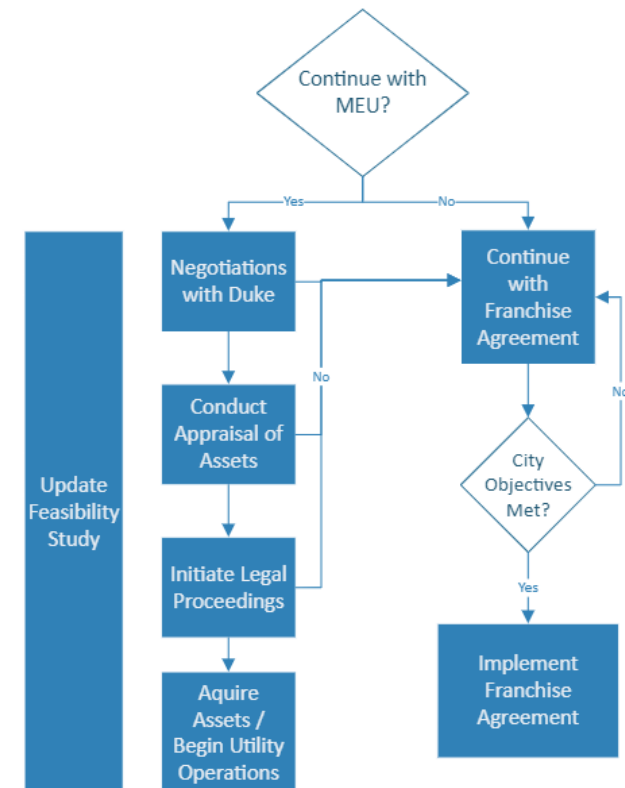 Continue with
MEU?
Yes
No
Negotiations
with Duke
Continue
with
Franchise
Agreement
No
Conduct
Appraisal of
Assets
No
City
Objectives
Met?
Update
Feasibility
Study
Initiate Legal
Proceedings
Yes
Aquire
Assets /
Begin Utility
Operations
Implement
Franchise
Agreement